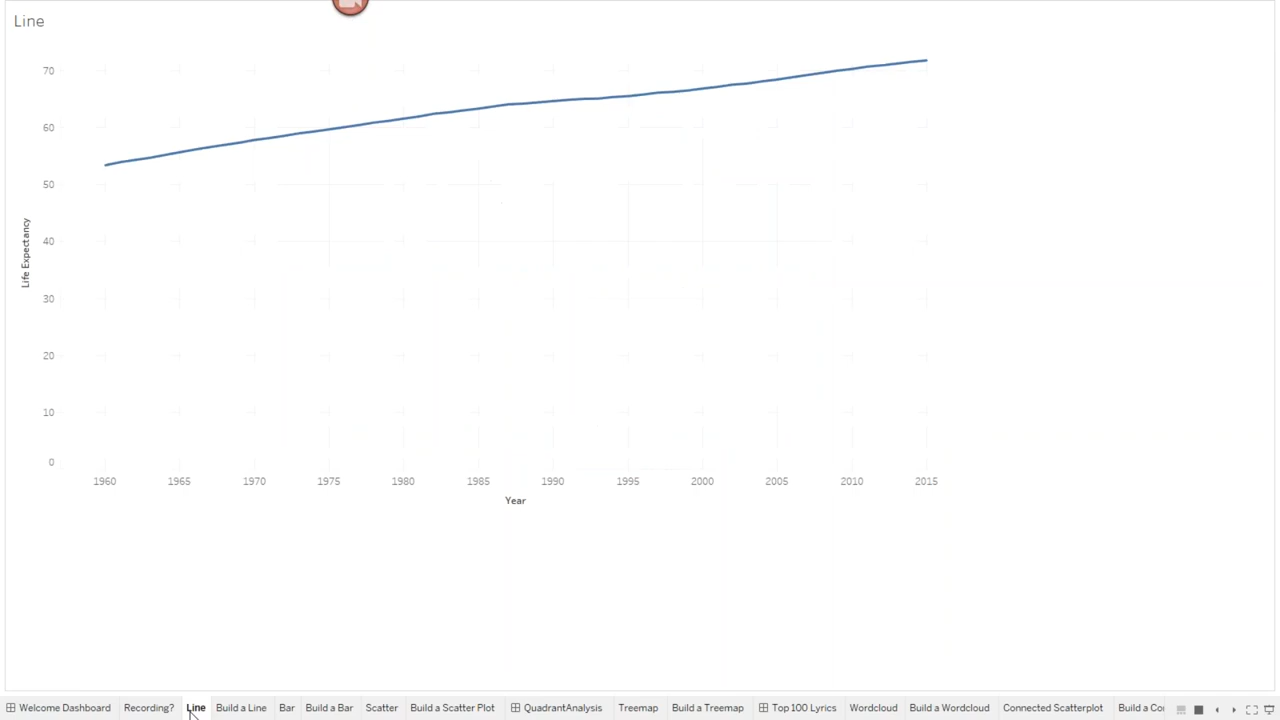 Line
70
60
50
40
30
20
10
0
Life Expectancy
1960 1965 1970 1975 1980 1985 1990 1995 2000 2005 2010 2015
Year
Welcome Dashboard Recording? Line Build a Line Bar Build a Bar Scatter Build a Scatter Plot QuadrantAnalysis Treemap Build a Treemap Top 100 Lyrics Wordcloud Build a Wordcloud Connected Scatterplot Build a Co